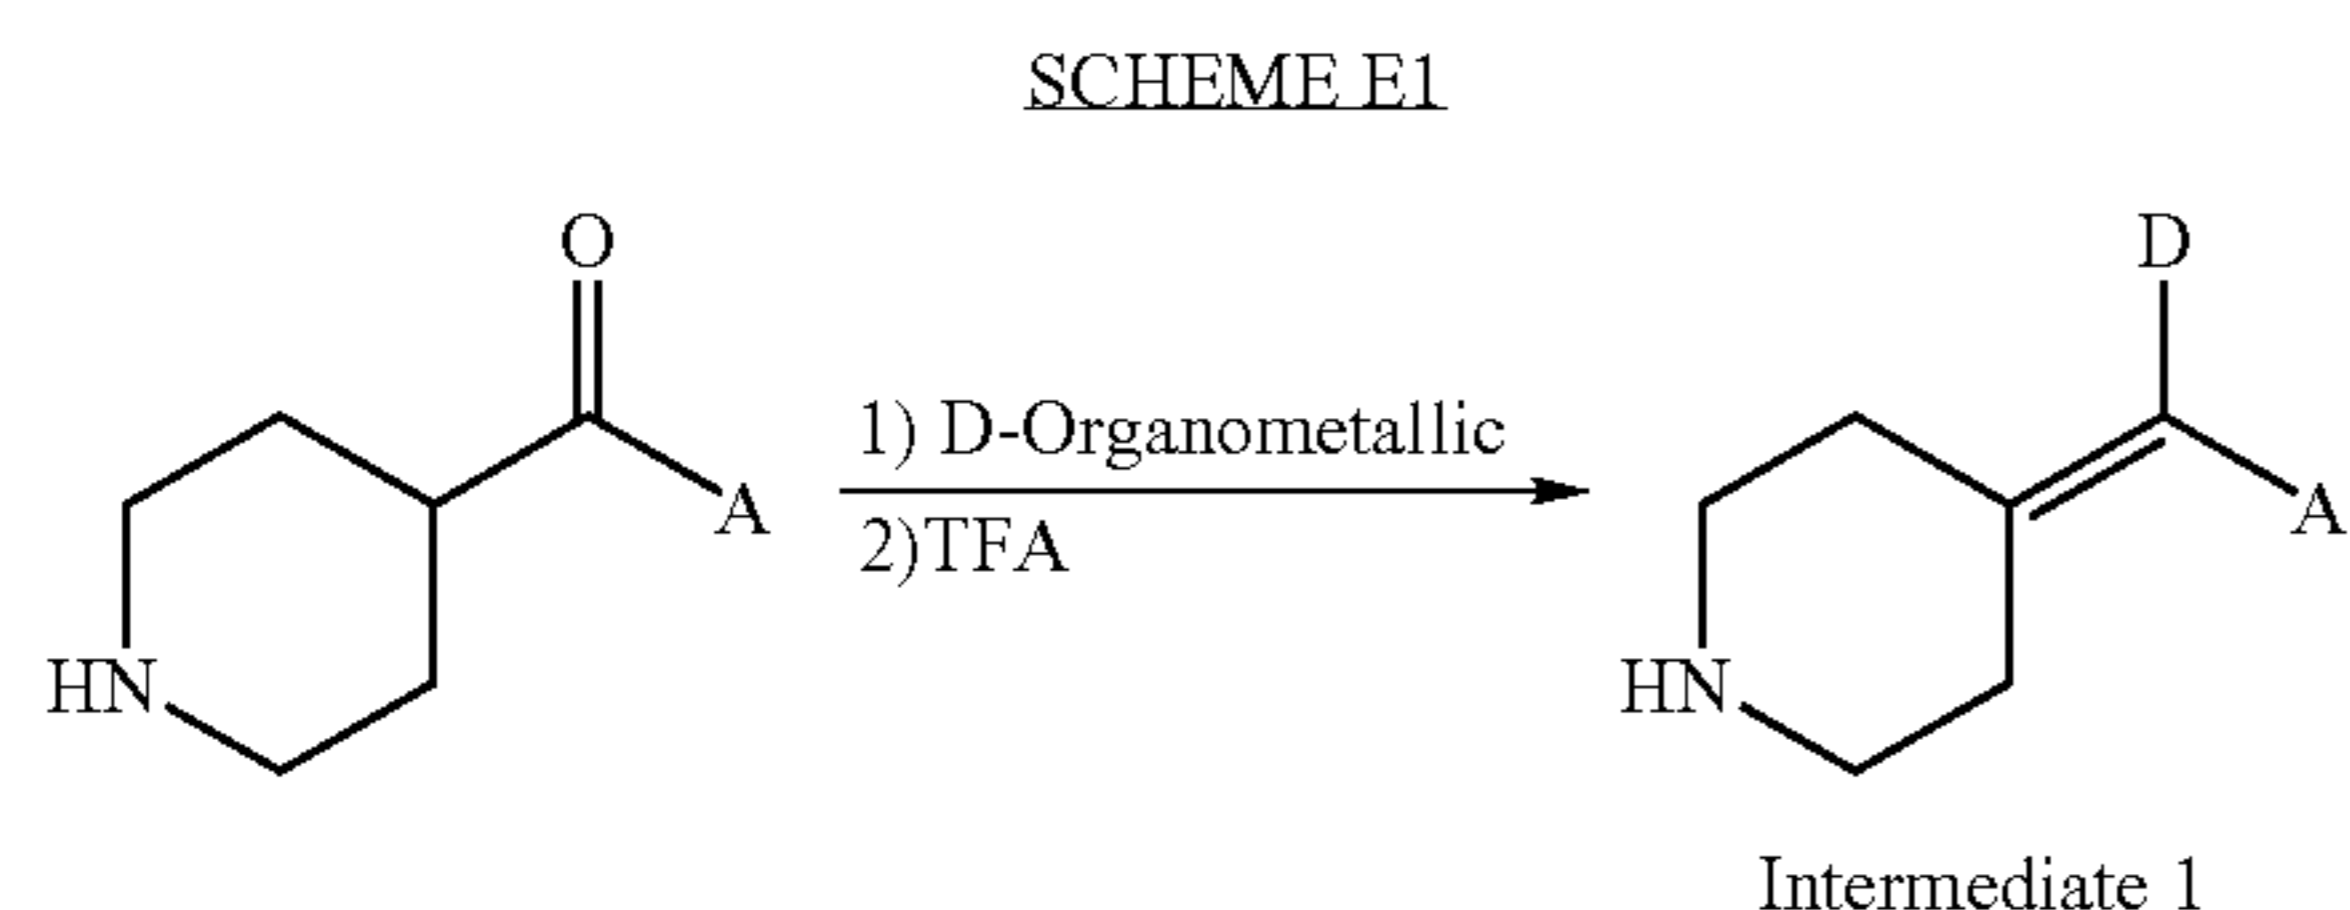 SCHEME E1
O
A
HN
1) D-Organometallic
2)TFA
D
A
HN
Intermediate 1